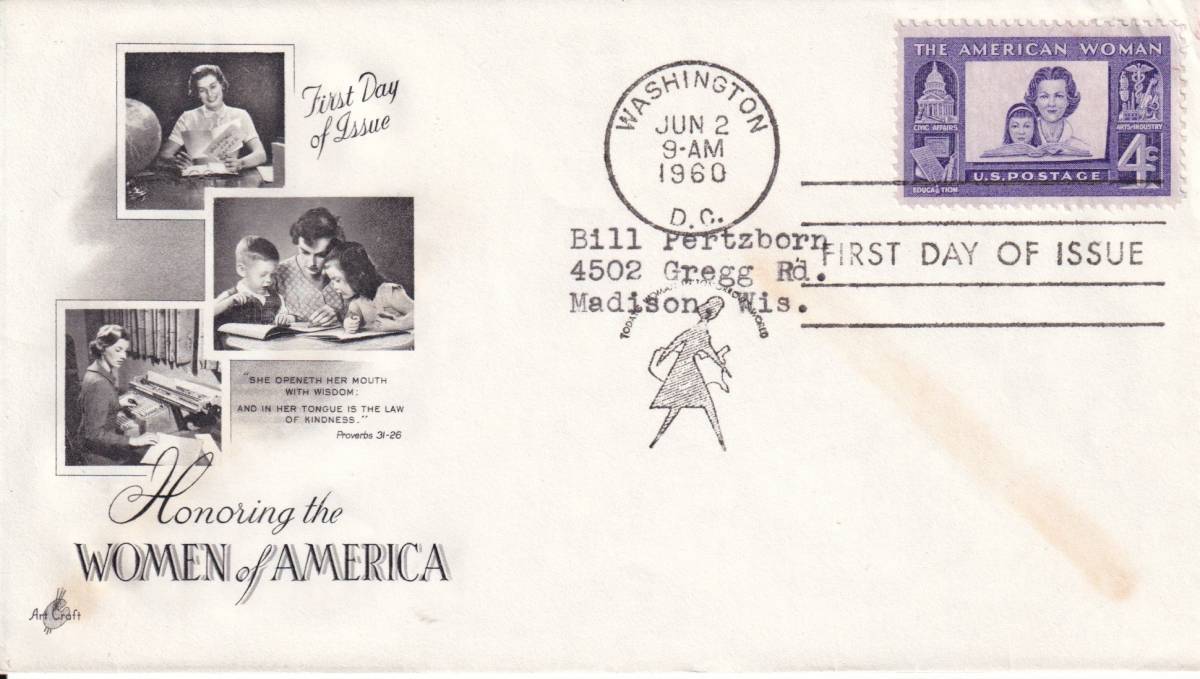 First Day
of Issue
"SHE OPENETH HER MOUTH
WITH WISDOM:
AND IN HER TONGUE IS THE LAW
OF KINDNESS."
Proverbs 31-26
Honoring the
WOMEN of AMERICA
Art Craft
WASHINGTON
JUN 2
9-AM
1960
D.C.
THE AMERICAN WOMAN
CIVIC AFFAIRS
ARTS-INDUSTRY
EDUCATION
U.S. POSTAGE
4c
FIRST DAY OF ISSUE
Bill Pertzborn
4502 Gregg Rd.
Madison, Wis.
WORLD